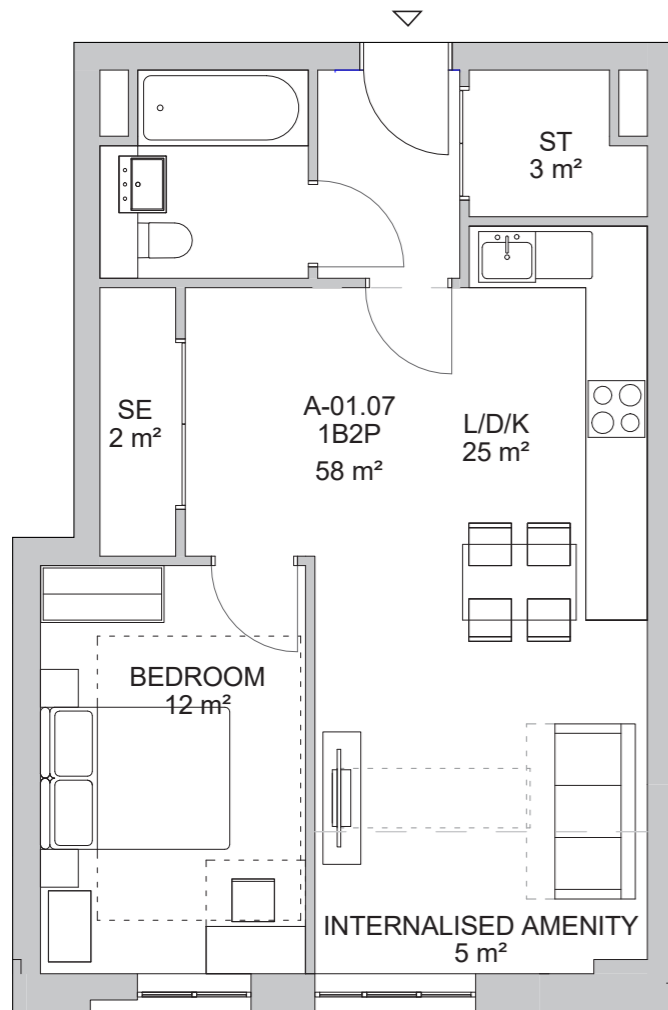 ST
3 m²
SE
2 m²
A-01.07
1B2P
58 m²
L/D/K
25 m²
BEDROOM
12 m²
INTERNALISED AMENITY
5 m²